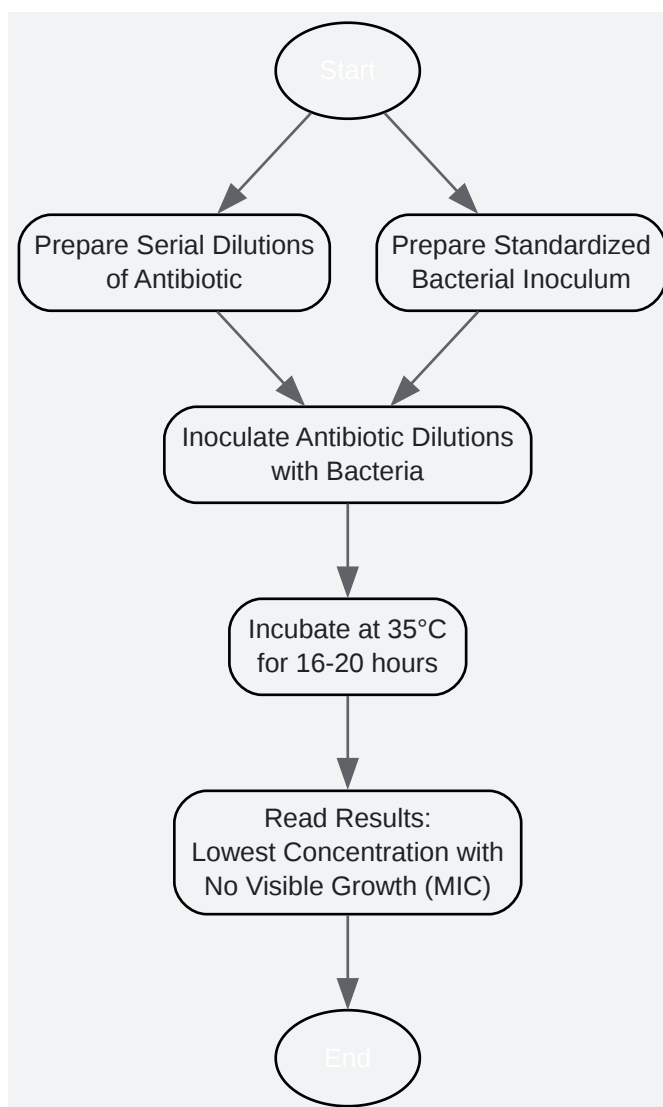 Start
Prepare Serial Dilutions
of Antibiotic
Prepare Standardized
Bacterial Inoculum
Inoculate Antibiotic Dilutions
with Bacteria
Incubate at 35°C
for 16-20 hours
Read Results:
Lowest Concentration with
No Visible Growth (MIC)
End